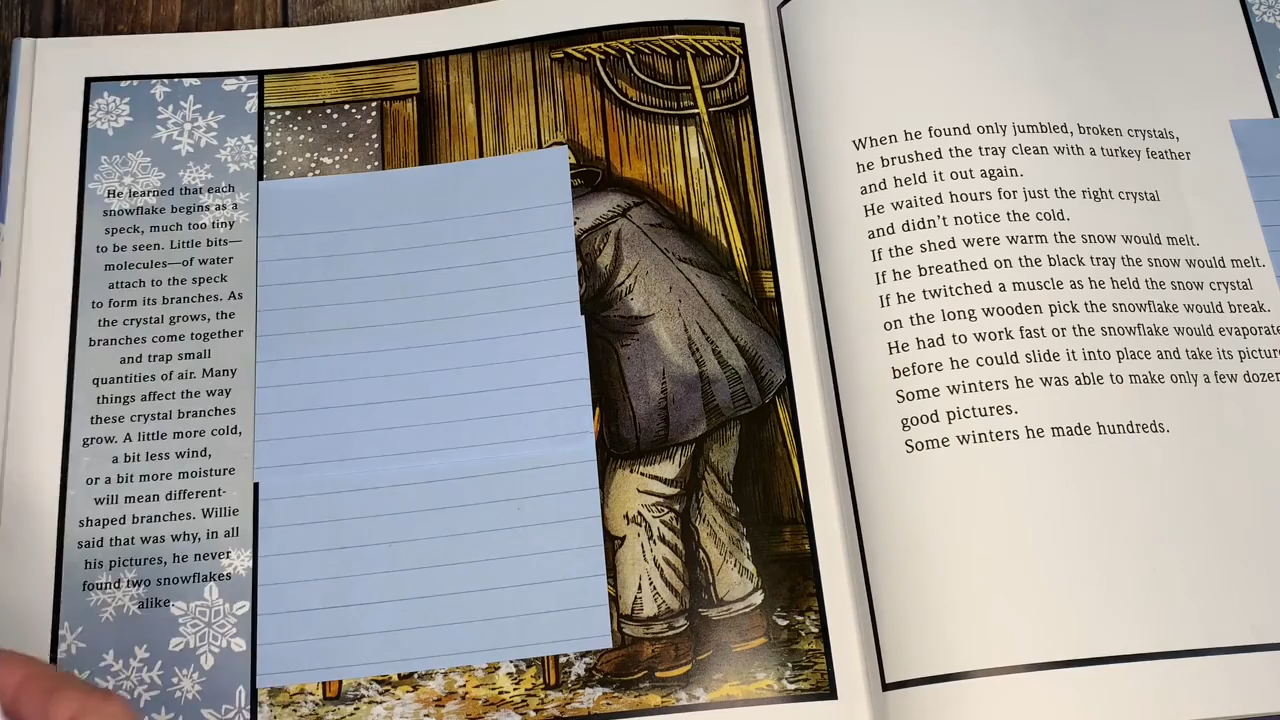 He learned that each
snowflake begins as a
speck, much too tiny
to be seen. Little bits—
molecules—of water
attach to the speck
to form its branches. As
the crystal grows, the
branches come together
and trap small
quantities of air. Many
things affect the way
these crystal branches
grow. A little more cold,
a bit less wind,
or a bit more moisture
will mean different-
shaped branches. Willie
said that was why, in all
his pictures, he never
found two snowflakes
alike.
When he found only jumbled, broken crystals,
he brushed the tray clean with a turkey feather
and held it out again.
He waited hours for just the right crystal
and didn't notice the cold.
If the shed were warm the snow would melt.
If he breathed on the black tray the snow would melt.
If he twitched a muscle as he held the snow crystal
on the long wooden pick the snowflake would break.
He had to work fast or the snowflake would evaporate
before he could slide it into place and take its picture
Some winters he was able to make only a few dozen
good pictures.
Some winters he made hundreds.